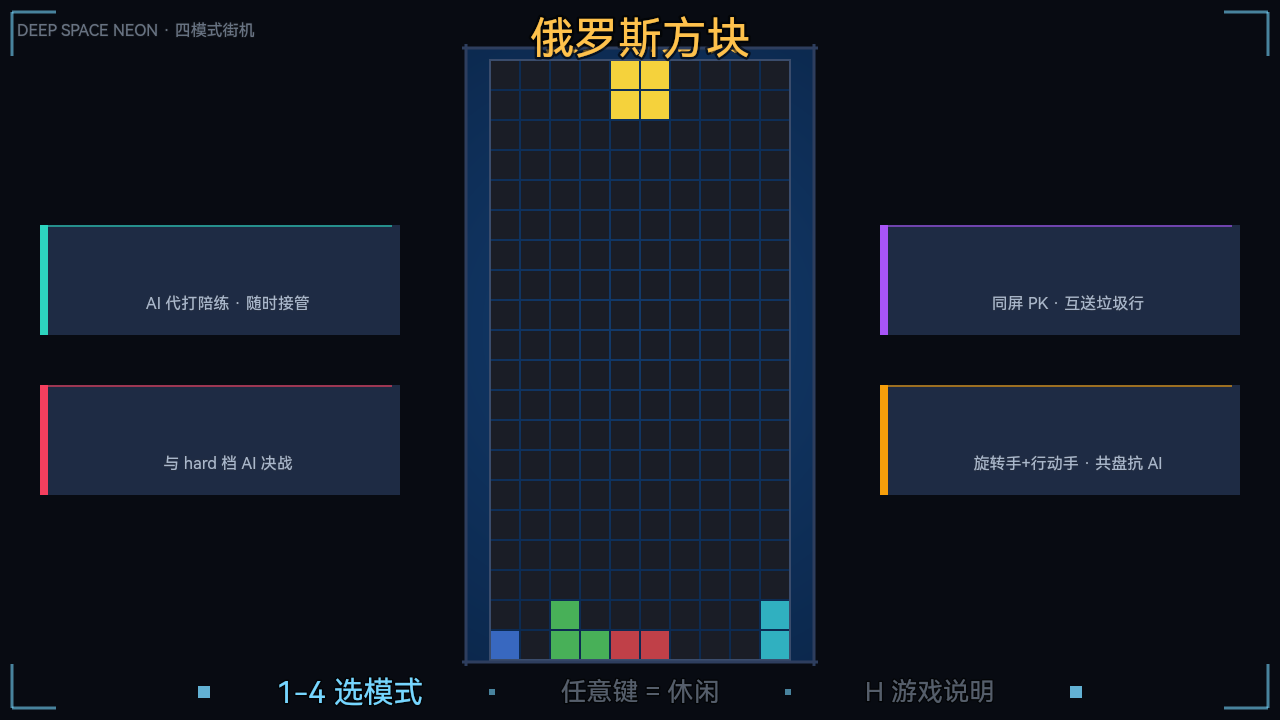 DEEP SPACE NEON · 四模式街机
俄罗斯方块
AI 代打陪练 · 随时接管
同屏 PK · 互送垃圾行
与 hard 档 AI 决战
旋转手+行动手 · 共盘抗 AI
1-4 选模式
任意键 = 休闲
H 游戏说明